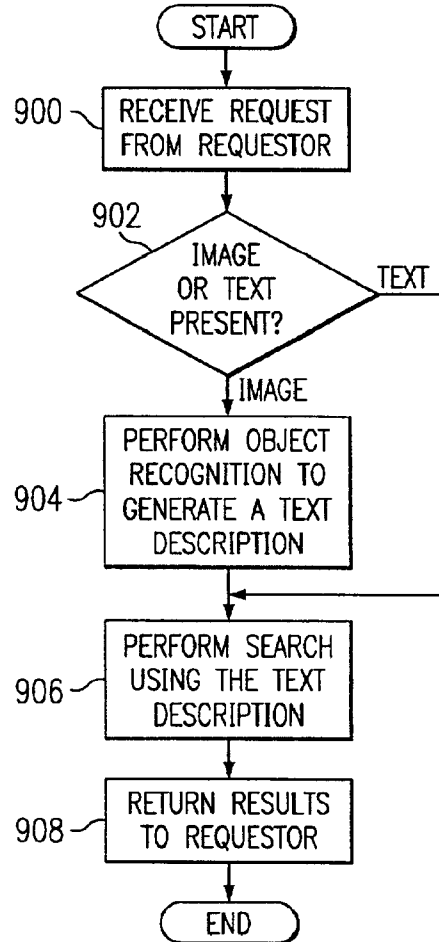 START
900
RECEIVE REQUEST
FROM REQUESTOR
902
IMAGE
OR TEXT
PRESENT?
TEXT
IMAGE
904
PERFORM OBJECT
RECOGNITION TO
GENERATE A TEXT
DESCRIPTION
906
PERFORM SEARCH
USING THE TEXT
DESCRIPTION
908
RETURN RESULTS
TO REQUESTOR
END